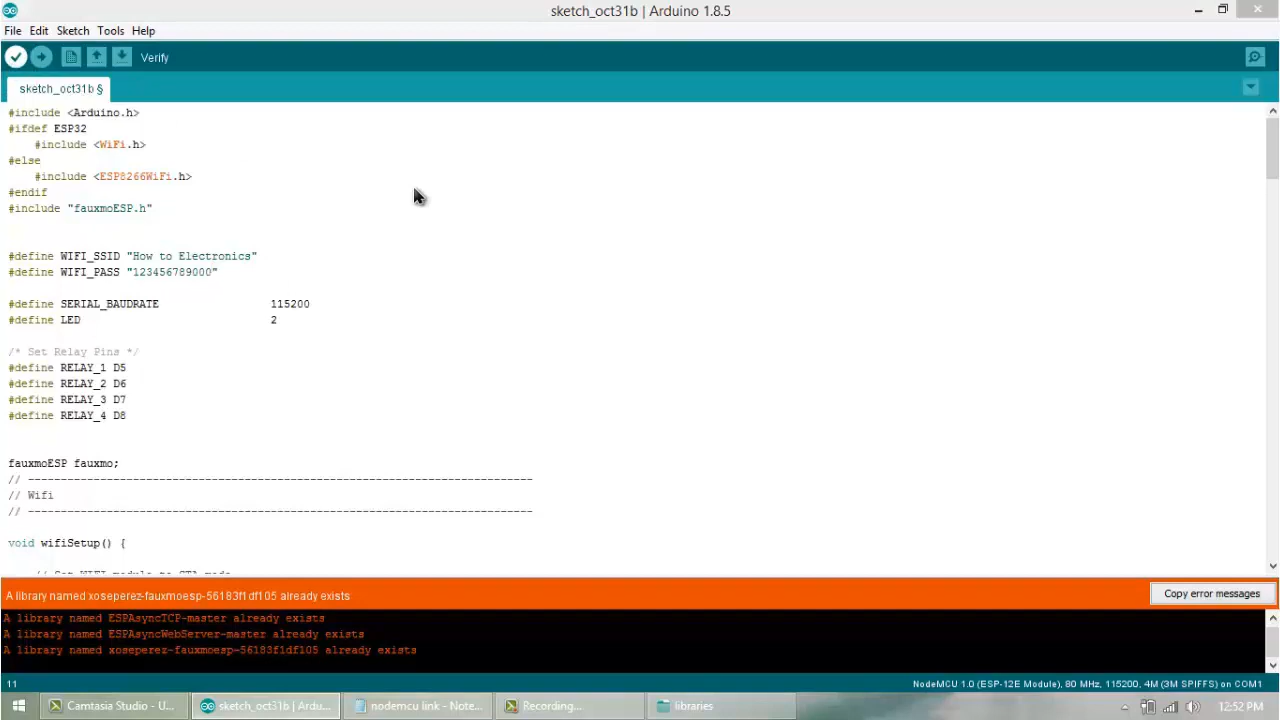 sketch_oct31b | Arduino 1.8.5
File Edit Sketch Tools Help
Verify
sketch_oct31b §
#include <Arduino.h>
#ifdef ESP32
#include <WiFi.h>
#else
#include <ESP8266WiFi.h>
#endif
#include "fauxmoESP.h"
#define WIFI_SSID "How to Electronics"
#define WIFI_PASS "123456789000"
#define SERIAL_BAUDRATE 115200
#define LED 2
/* Set Relay Pins */
#define RELAY_1 D5
#define RELAY_2 D6
#define RELAY_3 D7
#define RELAY_4 D8
fauxmoESP fauxmo;
// -----------------------------------------------------------------------------
// Wifi
// -----------------------------------------------------------------------------
void wifiSetup() {
// Set WIFI module to STA mode
A library named xoseperez-fauxmoesp-56183f1df105 already exists
Copy error messages
A library named ESPAsyncTCP-master already exists
A library named ESPAsyncWebServer-master already exists
A library named xoseperez-fauxmoesp-56183f1df105 already exists
11
NodeMCU 1.0 (ESP-12E Module), 80 MHz, 115200, 4M (3M SPIFFS) on COM1
Camtasia Studio - U...
sketch_oct31b | Ardu...
nodemcu link - Note...
Recording...
libraries
12:52 PM